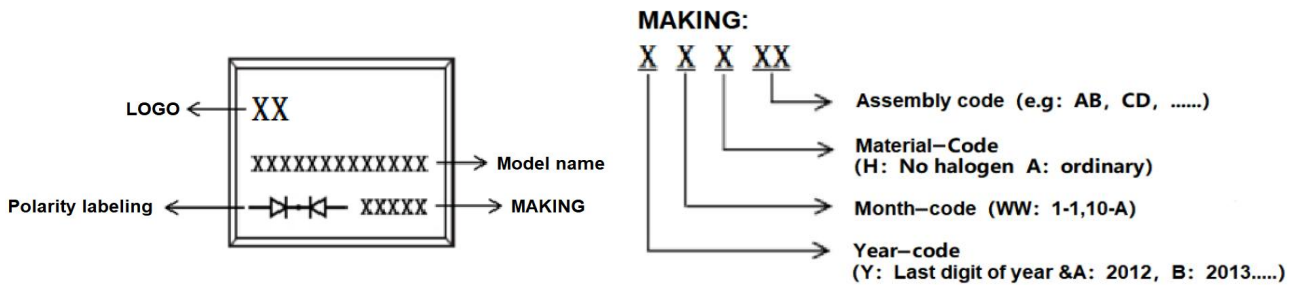 LOGO
XX
XXXXXXXXXXXXX
Model name
Polarity labeling
XXXXX
MAKING
MAKING:
X X X XX
Assembly code (e.g: AB, CD, ......)
Material-Code
(H: No halogen A: ordinary)
Month-code (WW: 1-1,10-A)
Year-code
(Y: Last digit of year &A: 2012, B: 2013.....)